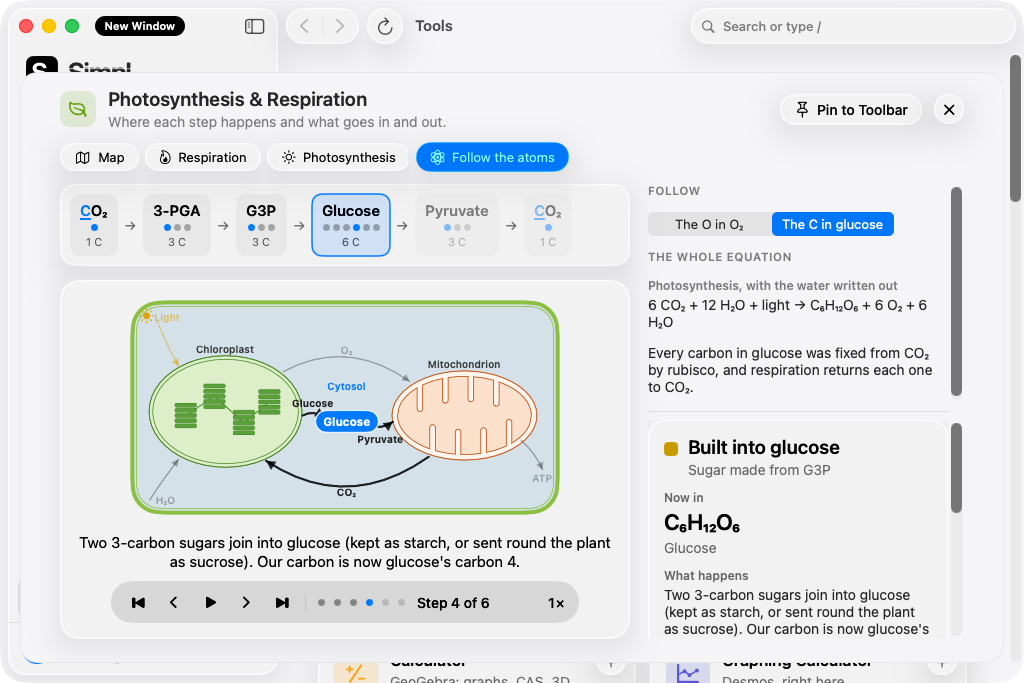 New Window
Tools
Search or type /
Simpl
Photosynthesis & Respiration
Where each step happens and what goes in and out.
Pin to Toolbar
Map
Respiration
Photosynthesis
Follow the atoms
CO₂
1 C
3-PGA
3 C
G3P
3 C
Glucose
6 C
Pyruvate
3 C
CO₂
1 C
FOLLOW
The O in O₂
The C in glucose
THE WHOLE EQUATION
Photosynthesis, with the water written out
6 CO₂ + 12 H₂O + light → C₆H₁₂O₆ + 6 O₂ + 6
H₂O
Every carbon in glucose was fixed from CO₂
by rubisco, and respiration returns each one
to CO₂.
Light
Chloroplast
O₂
Mitochondrion
Cytosol
Glucose
Glucose
Pyruvate
CO₂
H₂O
ATP
Two 3-carbon sugars join into glucose (kept as starch, or sent round the plant
as sucrose). Our carbon is now glucose's carbon 4.
Step 4 of 6
1×
Built into glucose
Sugar made from G3P
Now in
C₆H₁₂O₆
Glucose
What happens
Two 3-carbon sugars join into glucose
(kept as starch, or sent round the plant
as sucrose). Our carbon is now glucose's
Calculator
GeoGebra: graphs, CAS, 3D
Graphing Calculator
Desmos, right here